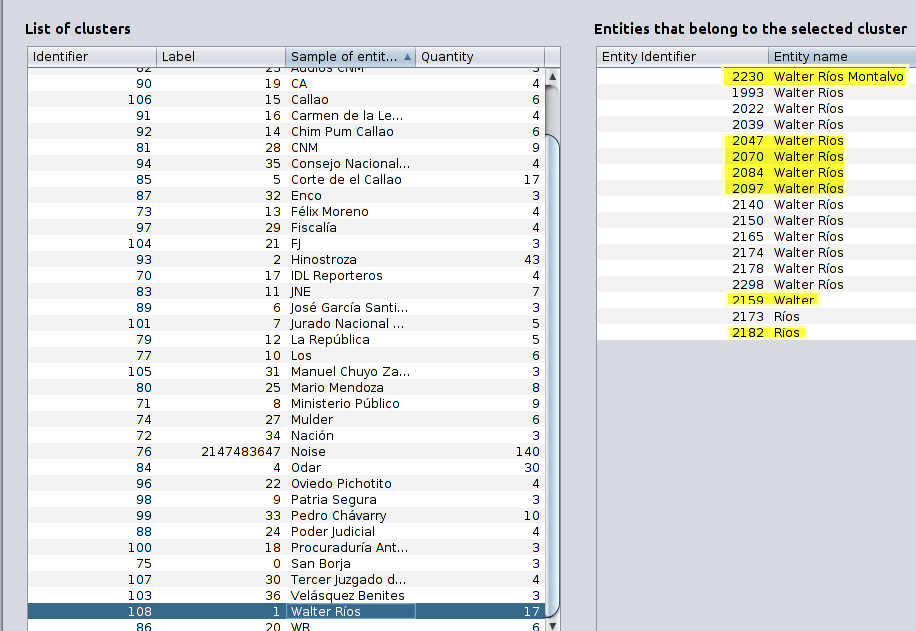 List of clusters
Identifier Label Sample of entit... Quantity
82 23 Audios CNM 3
90 19 CA 4
106 15 Callao 6
91 16 Carmen de la Le... 4
92 14 Chim Pum Callao 6
81 28 CNM 9
94 35 Consejo Nacional... 4
85 5 Corte de el Callao 17
87 32 Enco 3
73 13 Félix Moreno 4
97 29 Fiscalía 4
104 21 FJ 3
93 2 Hinostroza 43
70 17 IDL Reporteros 4
83 11 JNE 7
89 6 José García Santi... 3
101 7 Jurado Nacional ... 5
79 12 La República 5
77 10 Los 6
105 31 Manuel Chuyo Za... 3
80 25 Mario Mendoza 8
71 8 Ministerio Público 9
74 27 Mulder 6
72 34 Nación 3
76 2147483647 Noise 140
84 4 Odar 30
96 22 Oviedo Pichotito 4
98 9 Patria Segura 3
99 33 Pedro Chávarry 10
88 24 Poder Judicial 4
100 18 Procuraduría Ant... 3
75 0 San Borja 3
107 30 Tercer Juzgado d... 4
103 36 Velásquez Benites 3
108 1 Walter Ríos 17
86 20 WR 6
Entities that belong to the selected cluster
Entity Identifier Entity name
2230 Walter Ríos Montalvo
1993 Walter Ríos
2022 Walter Ríos
2039 Walter Ríos
2047 Walter Ríos
2070 Walter Ríos
2084 Walter Ríos
2097 Walter Ríos
2140 Walter Ríos
2150 Walter Ríos
2165 Walter Ríos
2174 Walter Ríos
2178 Walter Ríos
2298 Walter Ríos
2159 Walter
2173 Ríos
2182 Rios